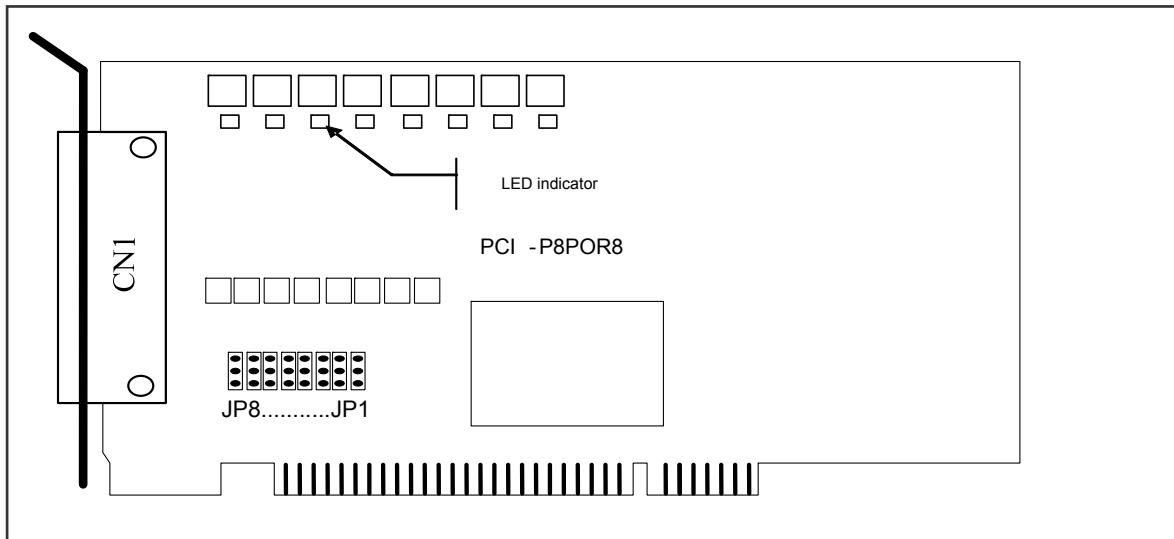 LED indicator
PCI -P8POR8
CN1
JP8...........JP1